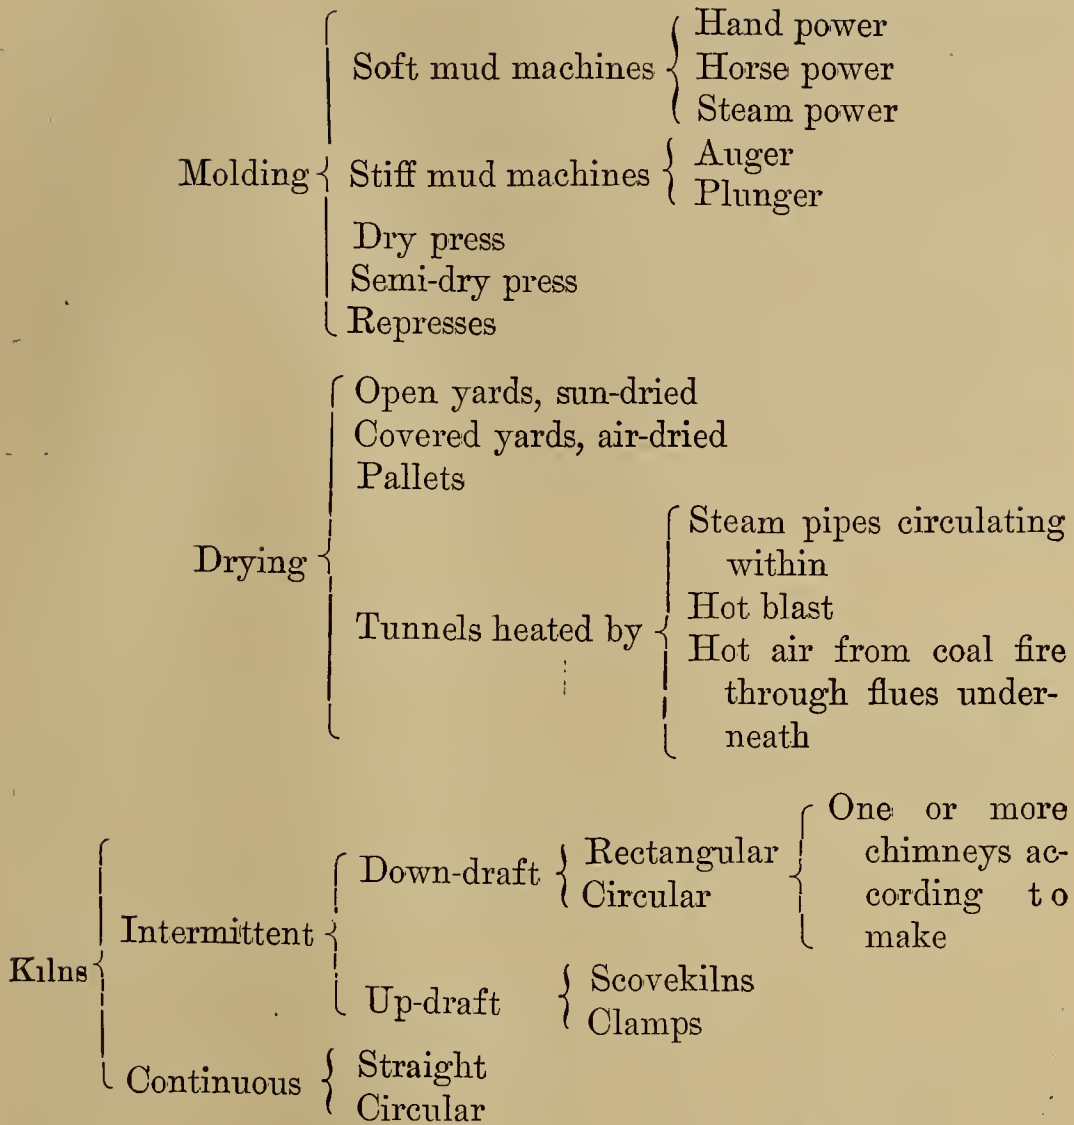 Hand power
Soft mud machines Horse power
Steam power
Auger
Molding Stiff mud machines
Plunger
Dry press
Semi-dry press
Represses
Open yards, sun-dried
Covered yards, air-dried
Pallets
Steam pipes circulating
within
Drying
Hot blast
Tunnels heated by
Hot air from coal fire
through flues under-
neath
One or more
Down-draft Rectangular chimneys ac-
Circular cording to
Intermittent make
Kilns
Scovekilns
Up-draft
Clamps
Straight
Continuous
Circular